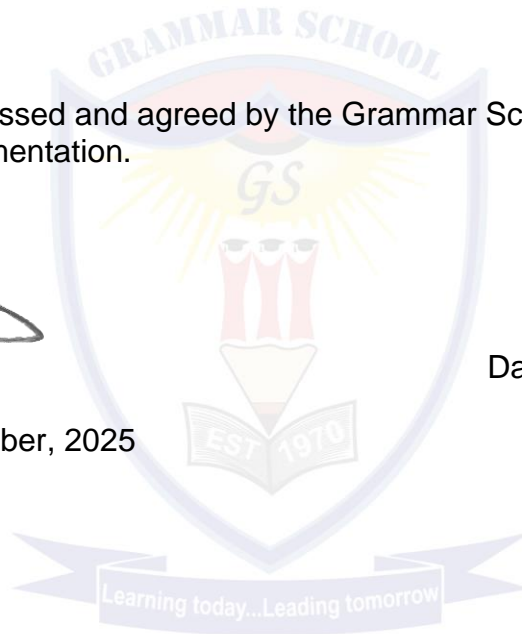 GRAMMAR SCHOOL
ssed and agreed by the Grammar Sc
nentation.
GS
Da
EST 1970
ber, 2025
Learning today...Leading tomorrow